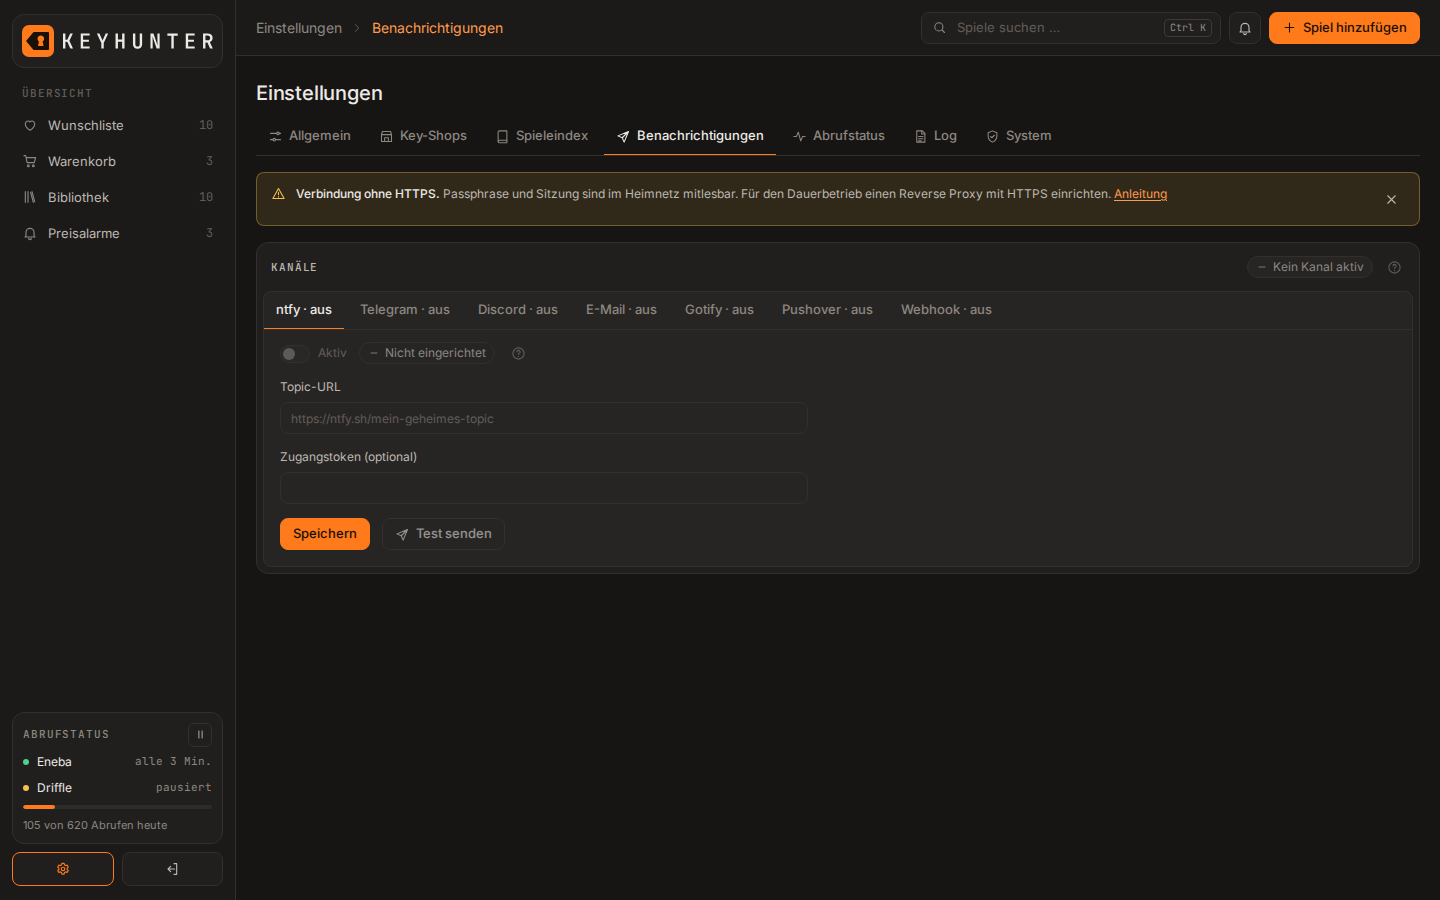 KEYHUNTER
Einstellungen > Benachrichtigungen
Spiele suchen ...
Ctrl K
Spiel hinzufügen
ÜBERSICHT
Wunschliste 10
Warenkorb 3
Bibliothek 10
Preisalarme 3
Einstellungen
Allgemein Key-Shops Spieleindex Benachrichtigungen Abrufstatus Log System
Verbindung ohne HTTPS. Passphrase und Sitzung sind im Heimnetz mitlesbar. Für den Dauerbetrieb einen Reverse Proxy mit HTTPS einrichten. Anleitung
KANÄLE
– Kein Kanal aktiv
ntfy · aus Telegram · aus Discord · aus E-Mail · aus Gotify · aus Pushover · aus Webhook · aus
Aktiv – Nicht eingerichtet
Topic-URL
https://ntfy.sh/mein-geheimes-topic
Zugangstoken (optional)
Speichern Test senden
ABRUFSTATUS
Eneba alle 3 Min.
Driffle pausiert
105 von 620 Abrufen heute